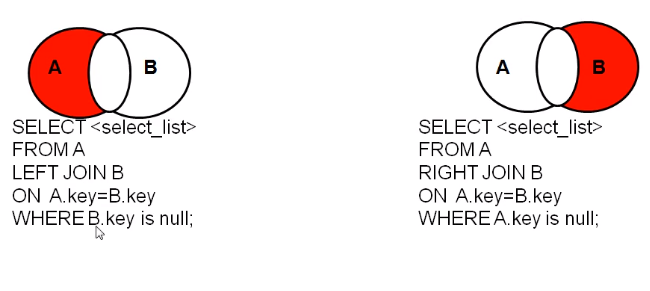 A
B
SELECT <select_list>
FROM A
LEFT JOIN B
ON A.key=B.key
WHERE B.key is null;
A
B
SELECT <select_list>
FROM A
RIGHT JOIN B
ON A.key=B.key
WHERE A.key is null;